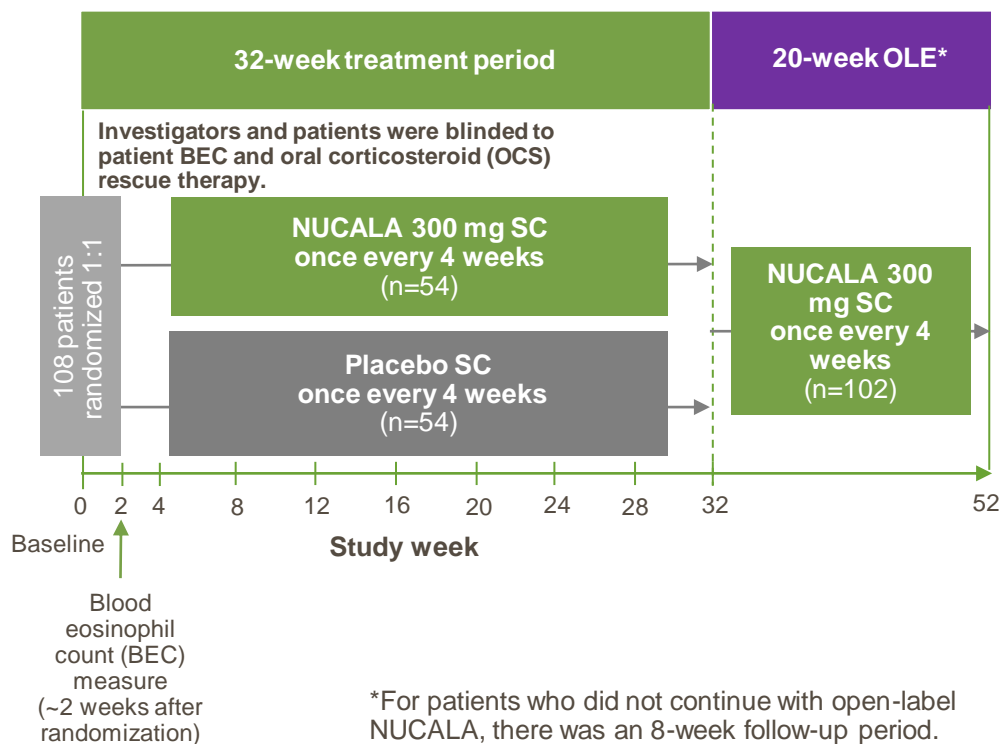 32-week treatment period
20-week OLE*
Investigators and patients were blinded to
patient BEC and oral corticosteroid (OCS)
rescue therapy.
108 patients
randomized 1:1
NUCALA 300 mg SC
once every 4 weeks
(n=54)
Placebo SC
once every 4 weeks
(n=54)
NUCALA 300
mg SC
once every 4
weeks
(n=102)
0 2 4 8 12 16 20 24 28 32 52
Baseline
Study week
Blood
eosinophil
count (BEC)
measure
(~2 weeks after
randomization)
*For patients who did not continue with open-label
NUCALA, there was an 8-week follow-up period.